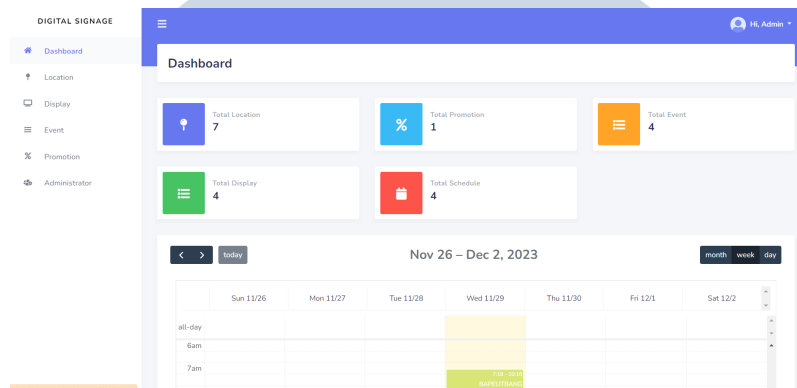 DIGITAL SIGNAGE
Hi, Admin
Dashboard
Location
Display
Event
Promotion
Administrator
Dashboard
Total Location
7
Total Promotion
1
Total Event
4
Total Display
4
Total Schedule
4
today
Nov 26 – Dec 2, 2023
month week day
Sun 11/26 Mon 11/27 Tue 11/28 Wed 11/29 Thu 11/30 Fri 12/1 Sat 12/2
all-day
6am
7am